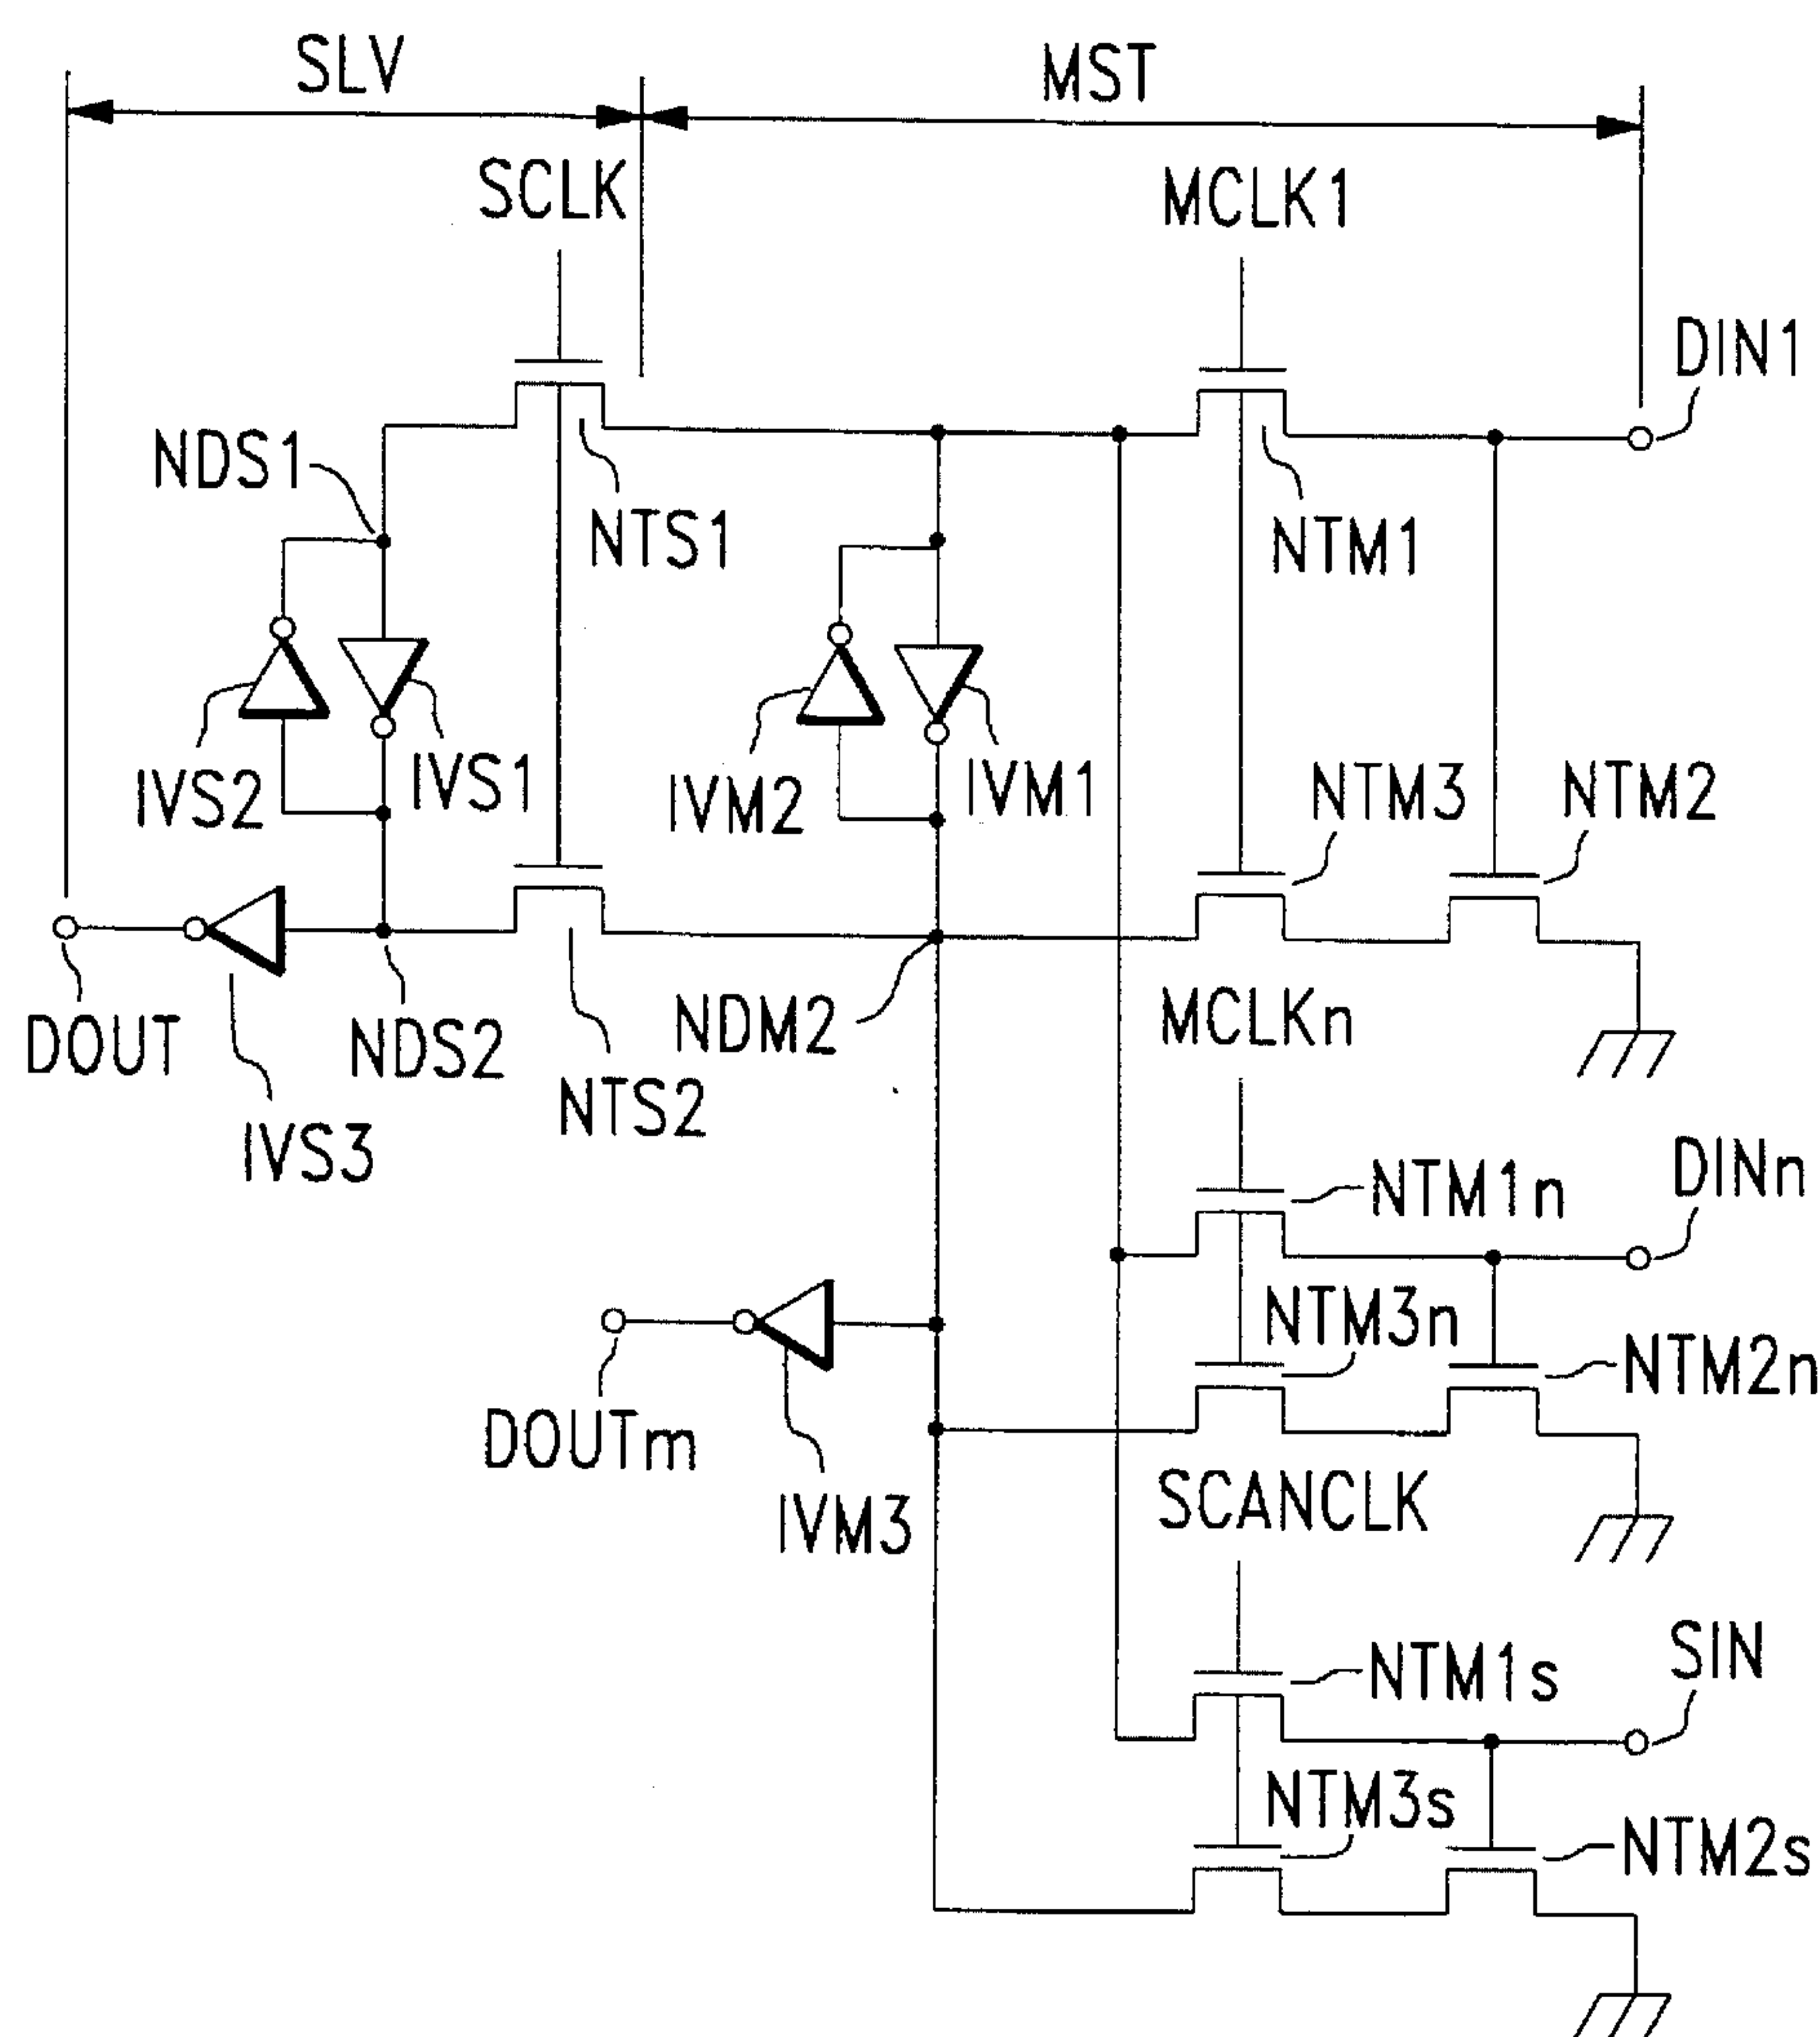 SLV
MST
SCLK
MCLK1
DIN1
NDS1
NTS1
NTM1
IVS2
IVS1
IVM2
IVM1
NTM3
NTM2
DOUT
NDS2
NDM2
MCLKn
NTS2
IVS3
NTM1n
DINn
NTM3n
NTM2n
DOUTm
SCANCLK
IVM3
NTM1s
SIN
NTM3s
NTM2s